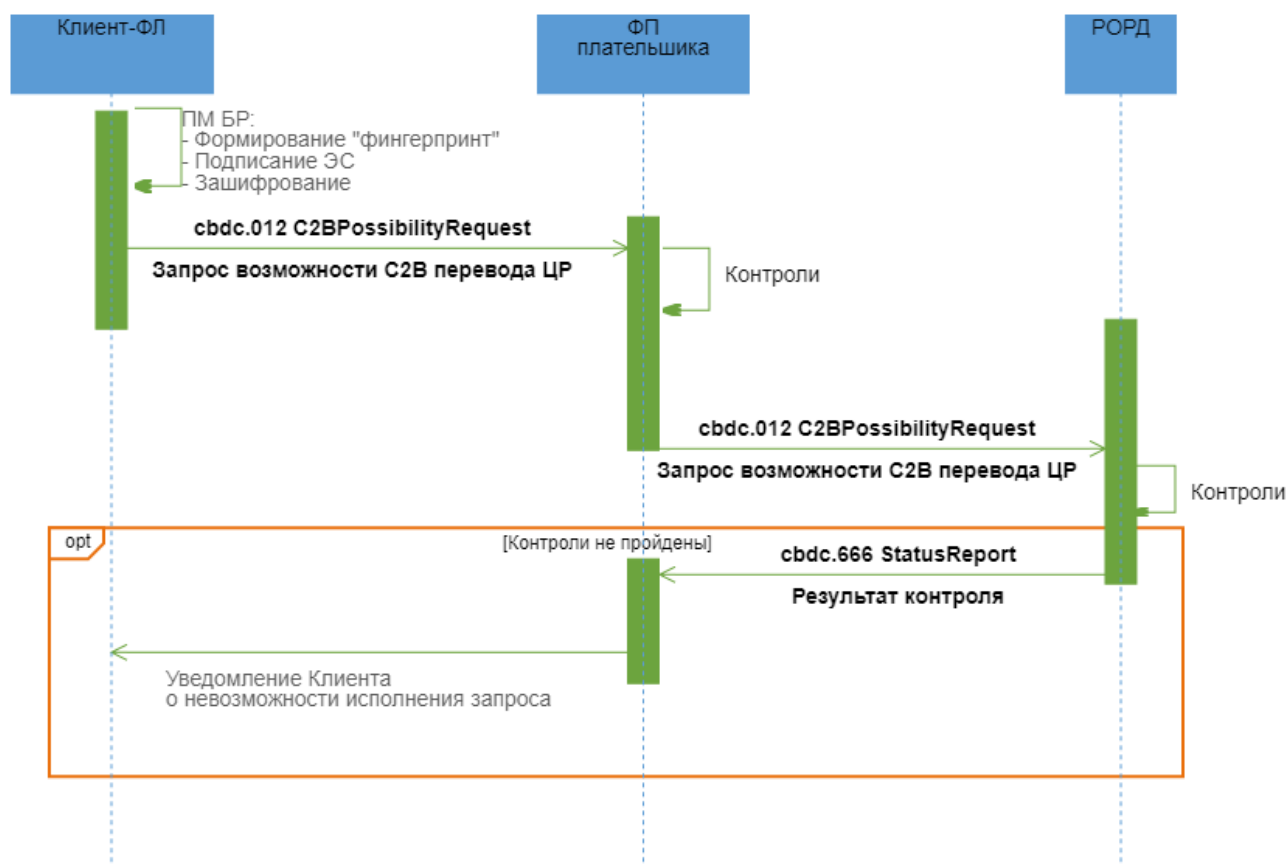 Клиент-ФЛ
ФП
плательшика
РОРД
ПМ БР:
- Формирование "фингерпринт"
- Подписание ЭС
- Зашифрование
cbdc.012 C2BPossibilityRequest
Запрос возможности C2B перевода ЦР
Контроли
cbdc.012 C2BPossibilityRequest
Запрос возможности C2B перевода ЦР
Контроли
opt
[Контроли не пройдены]
cbdc.666 StatusReport
Результат контроля
Уведомление Клиента
о невозможности исполнения запроса